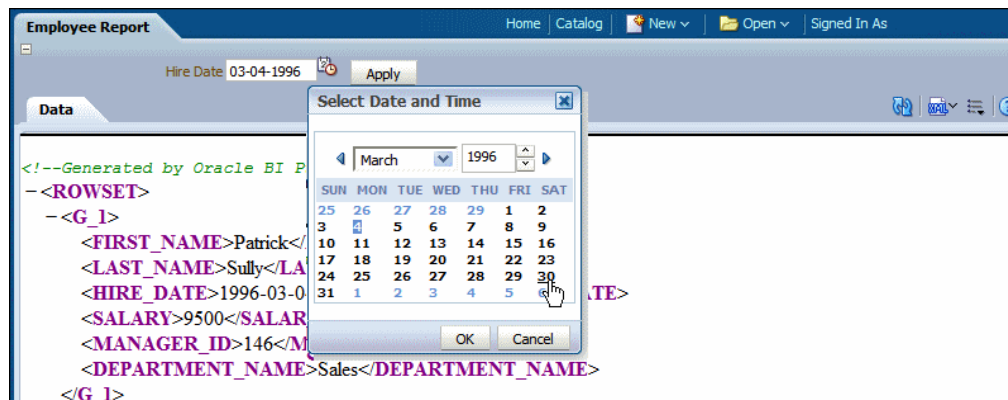 Employee Report
Home Catalog New Open Signed In As
Hire Date 03-04-1996 Apply
Select Date and Time
Data
March 1996
<!--Generated by Oracle BI P
SUN MON TUE WED THU FRI SAT
−<ROWSET>
25 26 27 28 29 1 2
−<G_1>
3 4 5 6 7 8 9
<FIRST_NAME>Patrick</
10 11 12 13 14 15 16
<LAST_NAME>Sully</LA
17 18 19 20 21 22 23
24 25 26 27 28 29 30
<HIRE_DATE>1996-03-0 TE>
31 1 2 3 4 5 6
<SALARY>9500</SALAR
<MANAGER_ID>146</M
OK Cancel
<DEPARTMENT_NAME>Sales</DEPARTMENT_NAME>
</G_1>